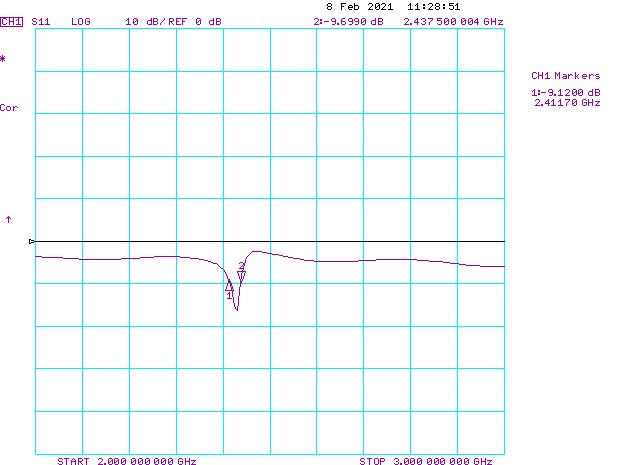 8 Feb 2021 11:28:51
CH1 S11 LOG 10 dB/REF 0 dB 2:-9.6990 dB 2.437 500 004 GHz
*
CH1 Markers
1:-9.1200 dB
2.41170 GHz
Cor
↑
2
1
START 2.000 000 000 GHz STOP 3.000 000 000 GHz